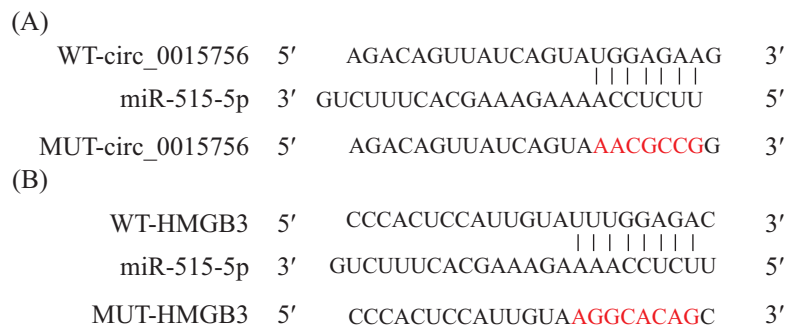 (A)
WT-circ_0015756 5′ AGACAGUUAUCAGUAUGGAGAAG 3′
miR-515-5p 3′ GUCUUUCACGAAAGAAAACCUCUU 5′
MUT-circ_0015756 5′ AGACAGUUAUCAGUAAACGCCGG 3′
(B)
WT-HMGB3 5′ CCCACUCCAUUGUAUUUGGAGAC 3′
miR-515-5p 3′ GUCUUUCACGAAAGAAAACCUCUU 5′
MUT-HMGB3 5′ CCCACUCCAUUGUAAGGCACAGC 3′